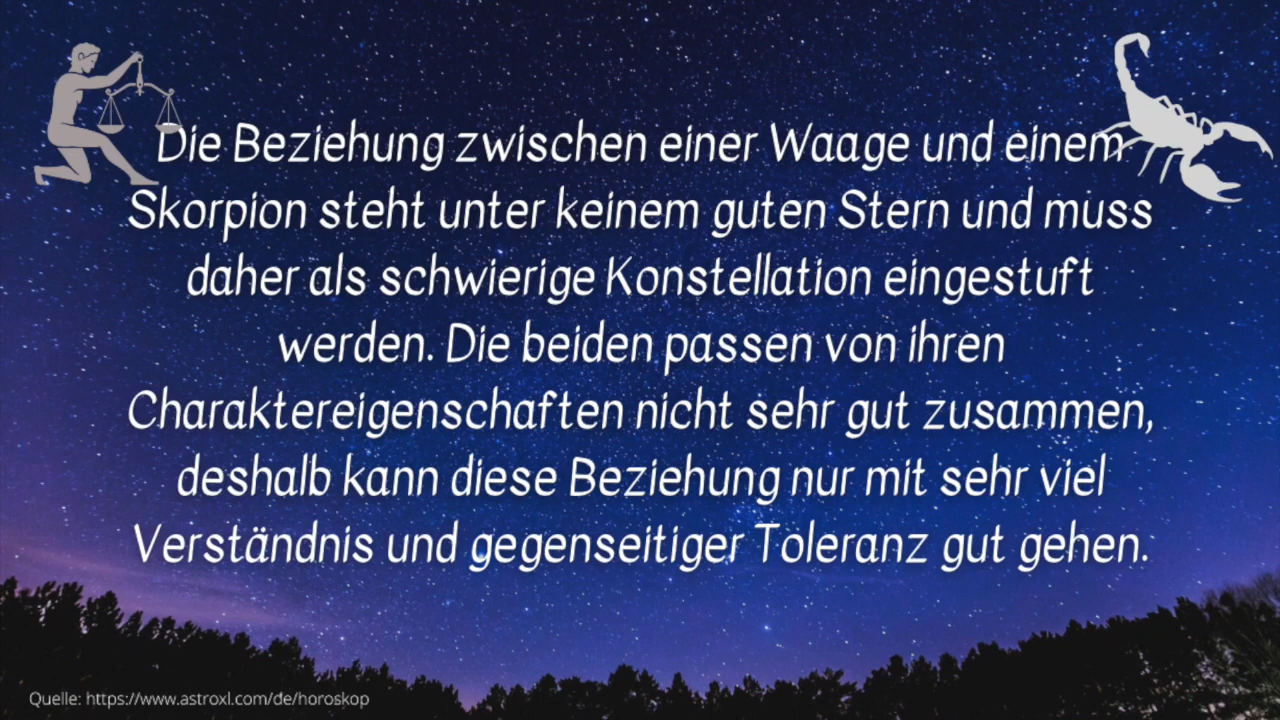 Die Beziehung zwischen einer Waage und einem
Skorpion steht unter keinem guten Stern und muss
daher als schwierige Konstellation eingestuft
werden. Die beiden passen von ihren
Charaktereigenschaften nicht sehr gut zusammen,
deshalb kann diese Beziehung nur mit sehr viel
Verständnis und gegenseitiger Toleranz gut gehen.
Quelle: https://www.astroxl.com/de/horoskop